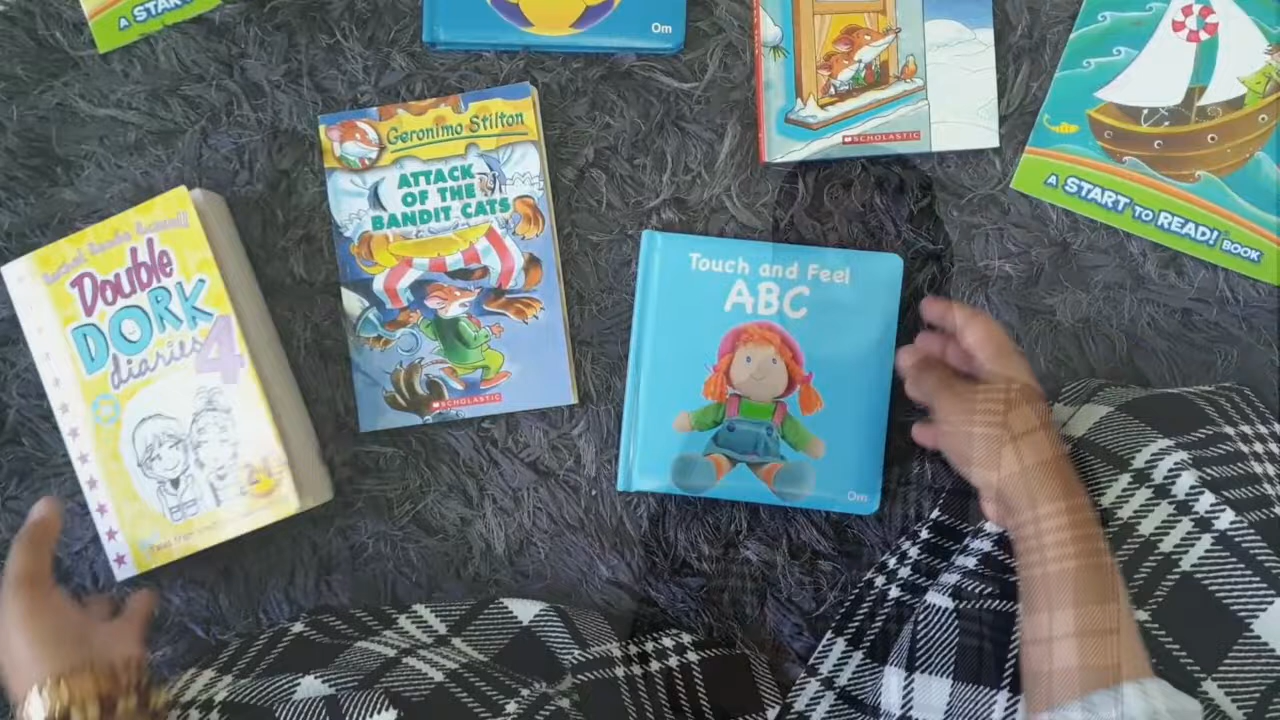 A START
Om
SCHOLASTIC
A START TO READ! BOOK
Geronimo Stilton
ATTACK
OF THE
BANDIT CATS
SCHOLASTIC
Double
DORK
diaries 4
Touch and Feel
ABC
Om